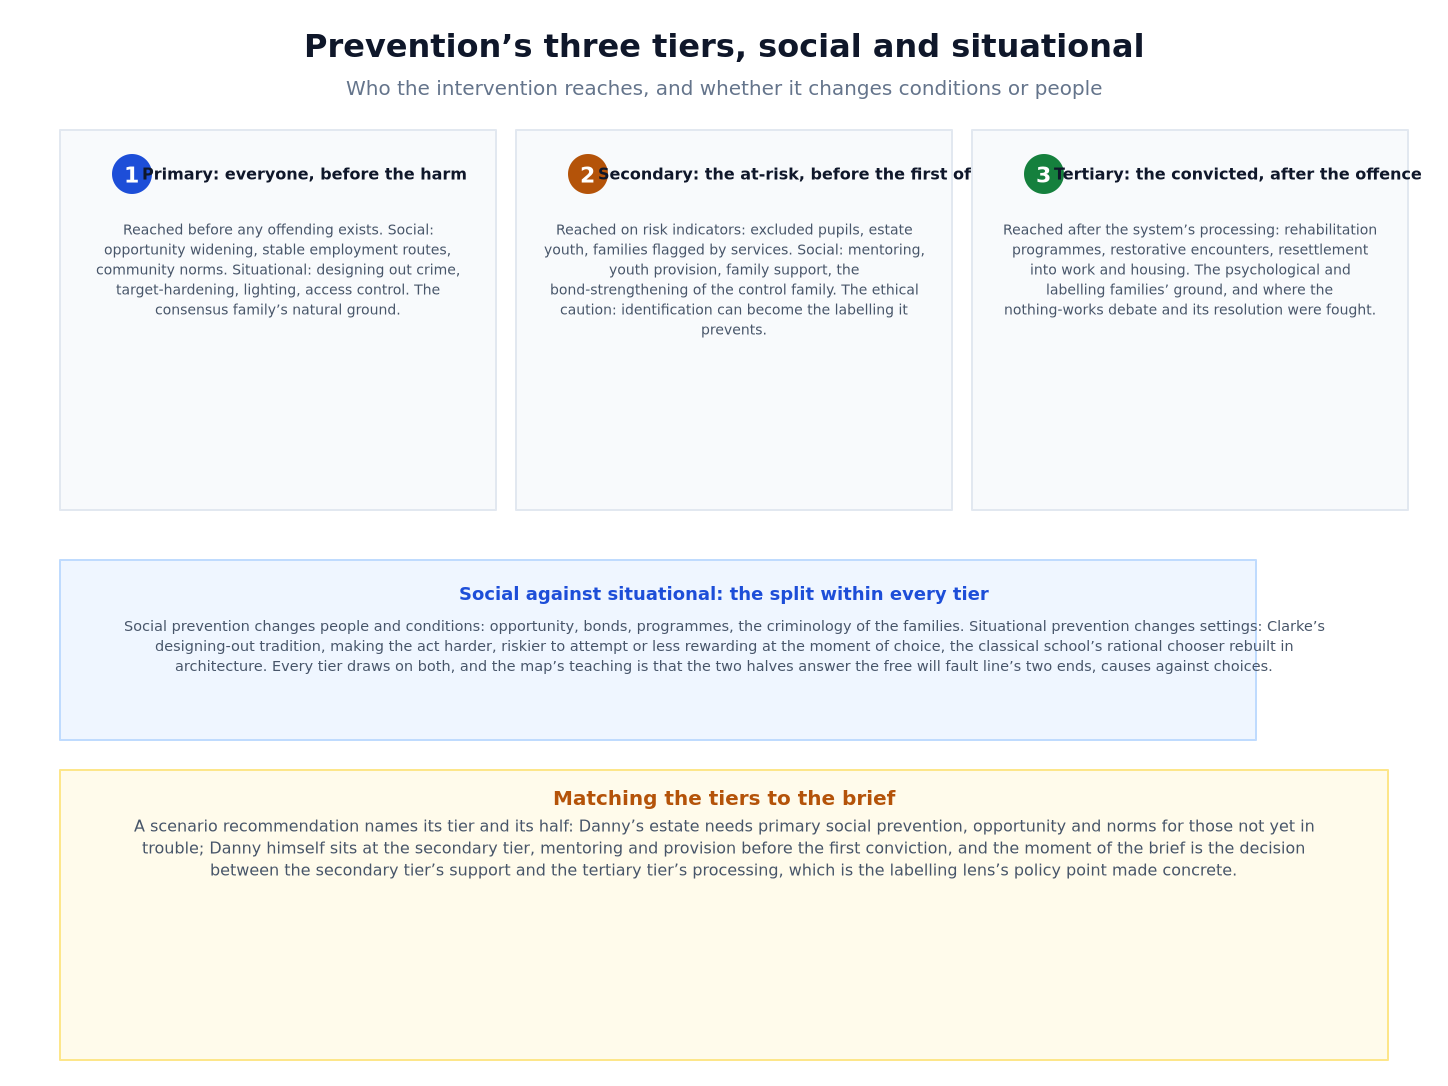 Prevention’s three tiers, social and situational
Who the intervention reaches, and whether it changes conditions or people
1 Primary: everyone, before the harm
Reached before any offending exists. Social:
opportunity widening, stable employment routes,
community norms. Situational: designing out crime,
target-hardening, lighting, access control. The
consensus family’s natural ground.
2 Secondary: the at-risk, before the first of
Reached on risk indicators: excluded pupils, estate
youth, families flagged by services. Social: mentoring,
youth provision, family support, the
bond-strengthening of the control family. The ethical
caution: identification can become the labelling it
prevents.
3 Tertiary: the convicted, after the offence
Reached after the system’s processing: rehabilitation
programmes, restorative encounters, resettlement
into work and housing. The psychological and
labelling families’ ground, and where the
nothing-works debate and its resolution were fought.
Social against situational: the split within every tier
Social prevention changes people and conditions: opportunity, bonds, programmes, the criminology of the families. Situational prevention changes settings: Clarke’s
designing-out tradition, making the act harder, riskier to attempt or less rewarding at the moment of choice, the classical school’s rational chooser rebuilt in
architecture. Every tier draws on both, and the map’s teaching is that the two halves answer the free will fault line’s two ends, causes against choices.
Matching the tiers to the brief
A scenario recommendation names its tier and its half: Danny’s estate needs primary social prevention, opportunity and norms for those not yet in
trouble; Danny himself sits at the secondary tier, mentoring and provision before the first conviction, and the moment of the brief is the decision
between the secondary tier’s support and the tertiary tier’s processing, which is the labelling lens’s policy point made concrete.